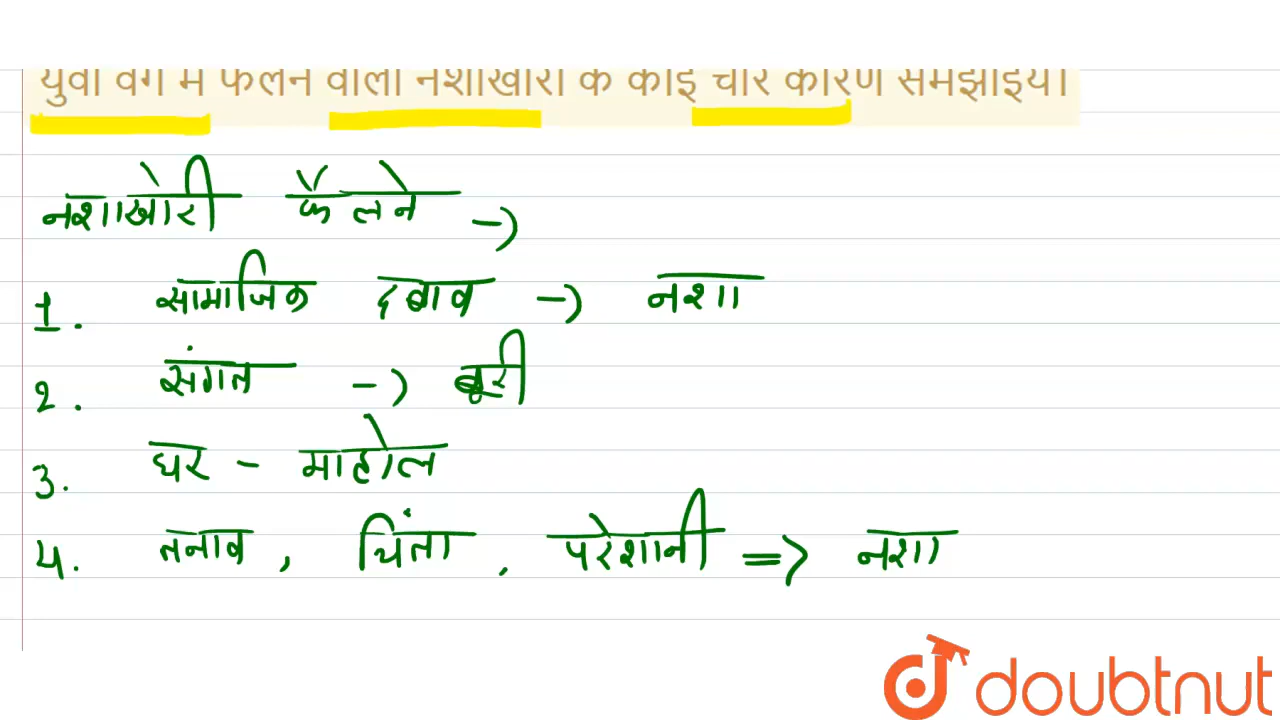 युवा वर्ग में फैलने वाली नशाखोरी के कोई चार कारण समझाइये।
नशाखोरी फैलने →
1. सामाजिक दबाव → नशा
2. संगत → बुरी
3. घर - माहोल
4. तनाव, चिंता, परेशानी => नशा
doubtnut